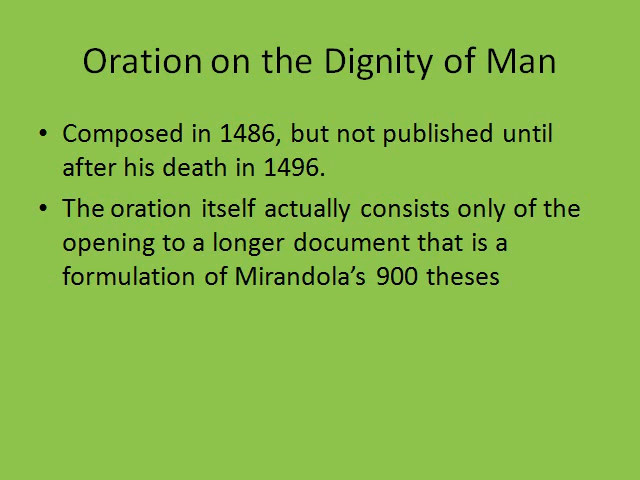 Oration on the Dignity of Man
• Composed in 1486, but not published until
after his death in 1496.
• The oration itself actually consists only of the
opening to a longer document that is a
formulation of Mirandola's 900 theses